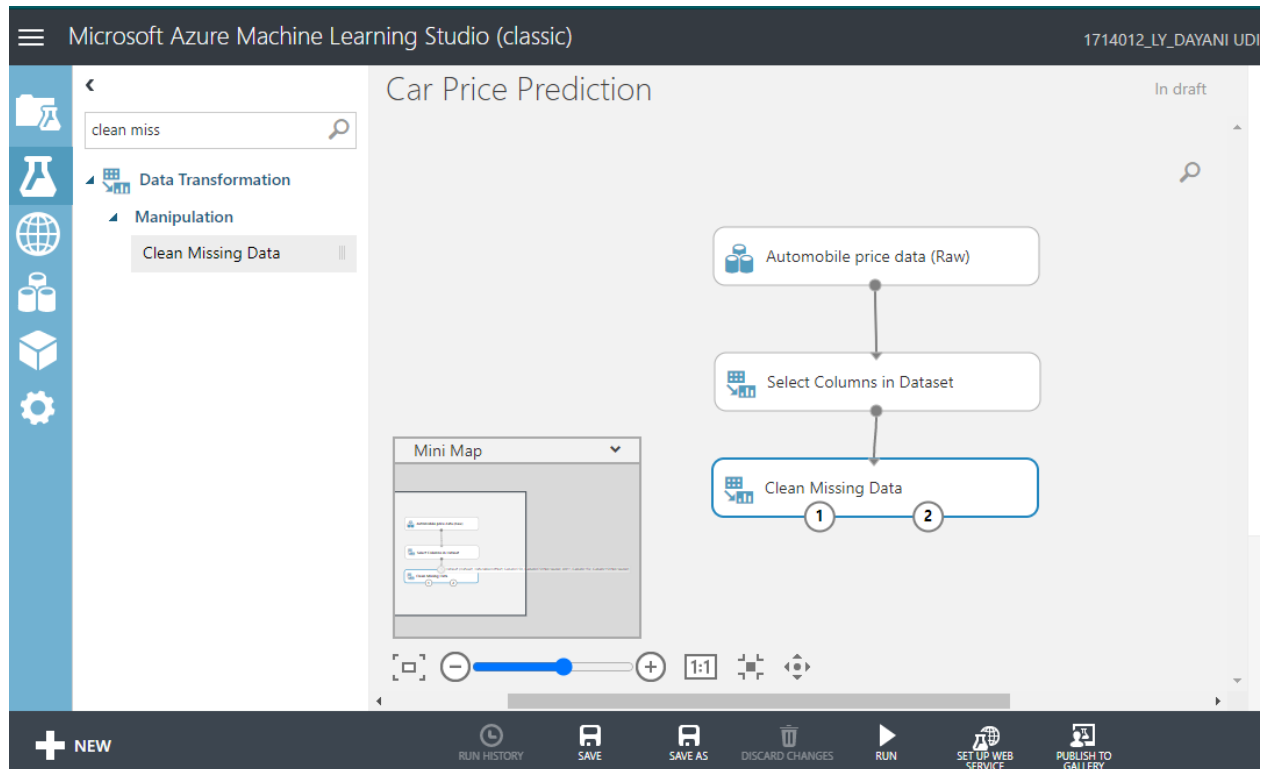 Microsoft Azure Machine Learning Studio (classic)
1714012_LY_DAYANI UDI
clean miss
Data Transformation
Manipulation
Clean Missing Data
Car Price Prediction
In draft
Automobile price data (Raw)
Select Columns in Dataset
Clean Missing Data
1
2
Mini Map
1:1
NEW
RUN HISTORY
SAVE
SAVE AS
DISCARD CHANGES
RUN
SET UP WEB
SERVICE
PUBLISH TO
GALLERY